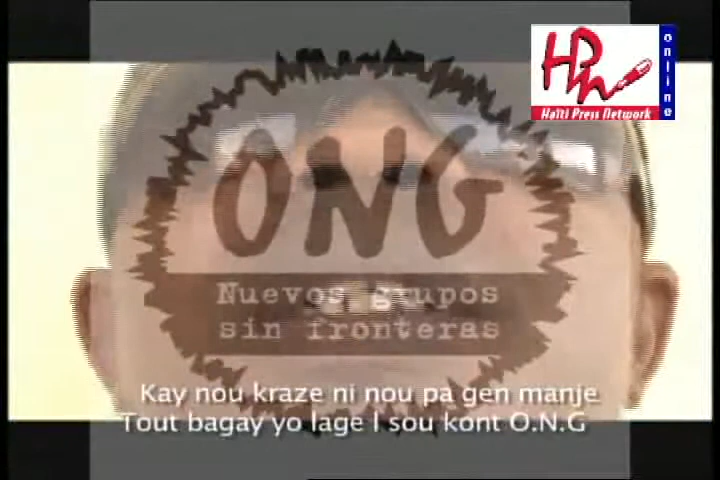 HPN
online
Haïti Press Network
ONG
Nuevos grupos
sin fronteras
Kay nou kraze ni nou pa gen manje
Tout bagay yo lage l sou kont O.N.G